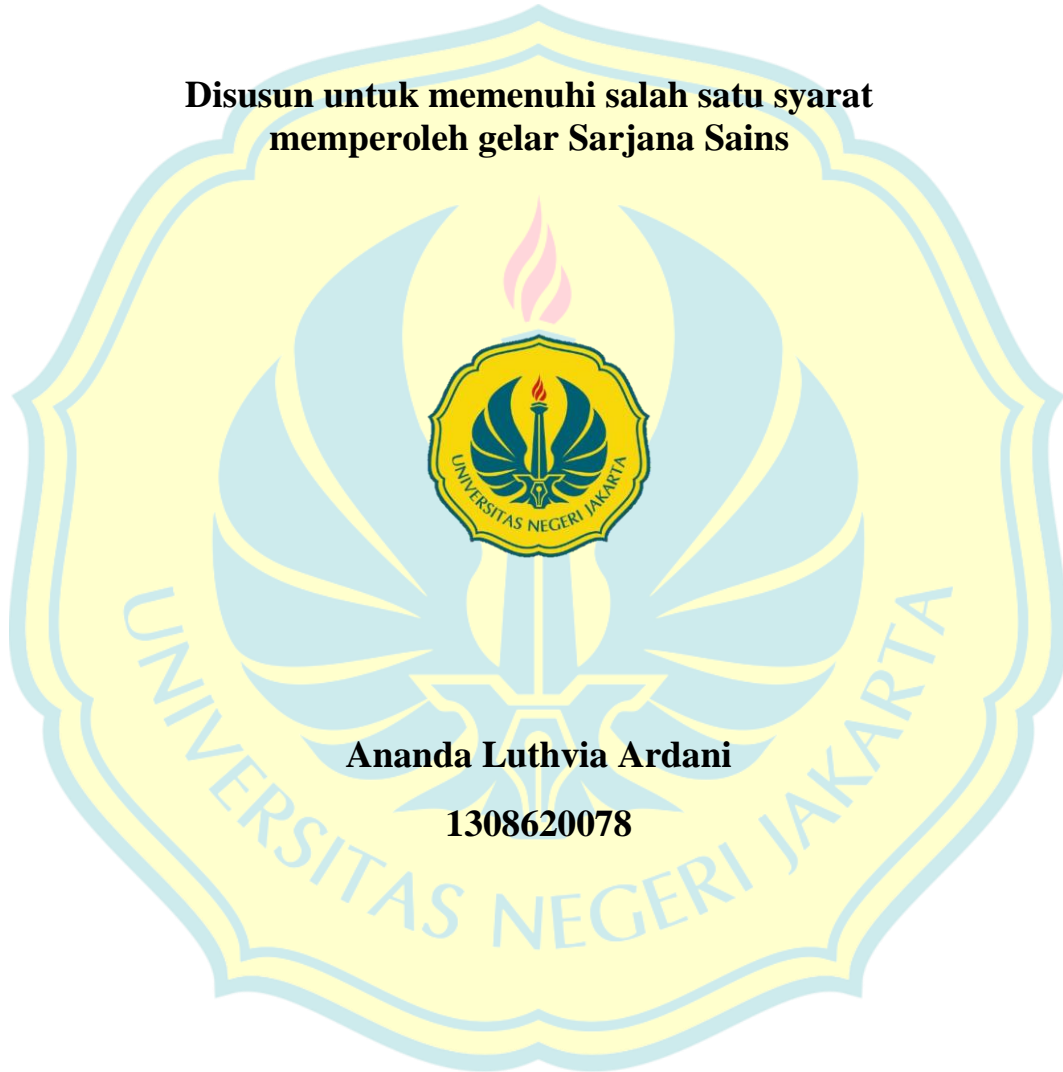 Disusun untuk memenuhi salah satu syarat
memperoleh gelar Sarjana Sains
UNIVERSITAS NEGERI JAKARTA
Ananda Luthvia Ardani
1308620078
UNIVERSITAS NEGERI JAKARTA